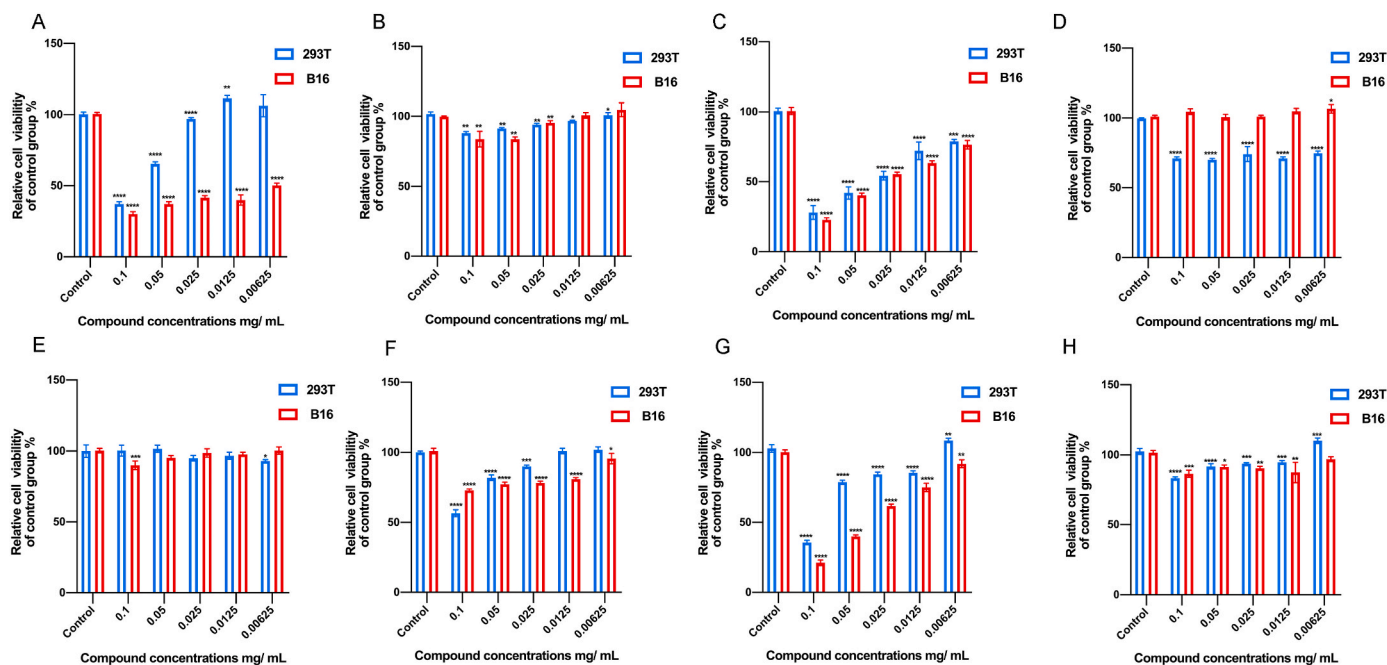 A
293T
B16
Relative cell viabilitiy
of control group %
150
100
50
0
**** **** **** **** **** **** ** **** ****
Control 0.1 0.05 0.025 0.0125 0.00625
Compound concentrations mg/ mL
B
293T
B16
Relative cell viabilitiy
of control group %
150
100
50
0
** ** ** ** ** ** * *
Control 0.1 0.05 0.025 0.0125 0.00625
Compound concentrations mg/ mL
C
293T
B16
Relative cell viabilitiy
of control group %
150
100
50
0
**** **** **** **** **** **** **** **** *** ****
Control 0.1 0.05 0.025 0.0125 0.00625
Compound concentrations mg/ mL
D
293T
B16
Relative cell viabilitiy
of control group %
150
100
50
0
**** **** **** **** **** *
Control 0.1 0.05 0.025 0.0125 0.00625
Compound concentrations mg/ mL
E
293T
B16
Relative cell viabilitiy
of control group %
150
100
50
0
*** *
Control 0.1 0.05 0.025 0.0125 0.00625
Compound concentrations mg/ mL
F
293T
B16
Relative cell viabilitiy
of control group %
150
100
50
0
**** **** **** **** *** **** **** *
Control 0.1 0.05 0.025 0.0125 0.00625
Compound concentrations mg/ mL
G
293T
B16
Relative cell viabilitiy
of control group %
150
100
50
0
**** **** **** **** **** **** **** **** ** **
Control 0.1 0.05 0.025 0.0125 0.00625
Compound concentrations mg/ mL
H
293T
B16
Relative cell viabilitiy
of control group %
150
100
50
0
**** *** **** * *** ** *** ** ***
Control 0.1 0.05 0.025 0.0125 0.00625
Compound concentrations mg/ mL